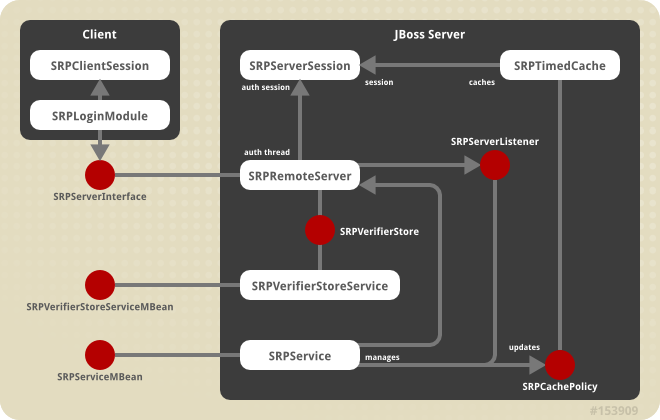 Client
SRPClientSession
SRPLoginModule
SRPServerInterface
SRPVerifierStoreServiceMBean
SRPServiceMBean
JBoss Server
SRPServerSession
SRPTimedCache
auth session
session
caches
SRPServerListener
auth thread
SRPRemoteServer
SRPVerifierStore
SRPVerifierStoreService
SRPService
manages
updates
SRPCachePolicy
#153909